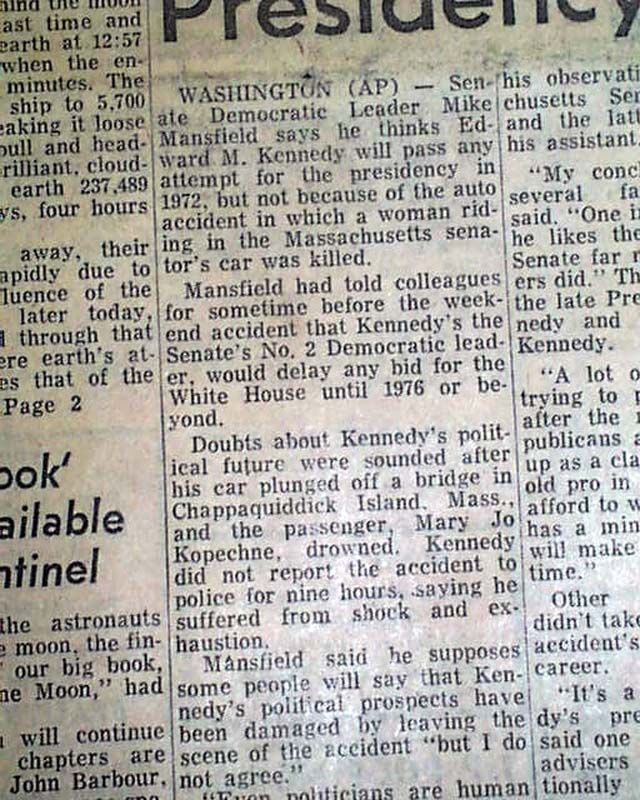 Presidency
hind the moon
ast time and
earth at 12:57
when the en-
minutes. The
ship to 5,700
eaking it loose
pull and head-
rilliant, cloud-
earth 237,489
ys, four hours
away, their
apidly due to
fluence of the
later today,
d through that
ere earth's at-
es that of the
Page 2
ook'
ailable
ntinel
the astronauts
e moon, the fin-
our big book,
he Moon," had
will continue
chapters are
John Barbour,
WASHINGTON (AP) — Sen-
ate Democratic Leader Mike
Mansfield says he thinks Ed-
ward M. Kennedy will pass any
attempt for the presidency in
1972, but not because of the auto
accident in which a woman rid-
ing in the Massachusetts sena-
tor's car was killed.
Mansfield had told colleagues
for sometime before the week-
end accident that Kennedy's the
Senate's No. 2 Democratic lead-
er, would delay any bid for the
White House until 1976 or be-
yond.
Doubts about Kennedy's polit-
ical future were sounded after
his car plunged off a bridge in
Chappaquiddick Island, Mass.,
and the passenger, Mary Jo
Kopechne, drowned. Kennedy
did not report the accident to
police for nine hours, saying he
suffered from shock and ex-
haustion.
Mansfield said he supposes
some people will say that Ken-
nedy's political prospects have
been damaged by leaving the
scene of the accident "but I do
not agree."
"Even politicians are human
his observati
chusetts Sen
and the latt
his assistant.
"My conc
several fa
said. "One i
he likes the
Senate far m
ers did." Th
the late Pre
nedy and
Kennedy.
"A lot o
trying to p
after the
publicans a
up as a cla
old pro in
afford to w
has a min
will make
time."
Other
didn't take
accident's
career.
"It's a
dy's pre
said one
advisers
tionally